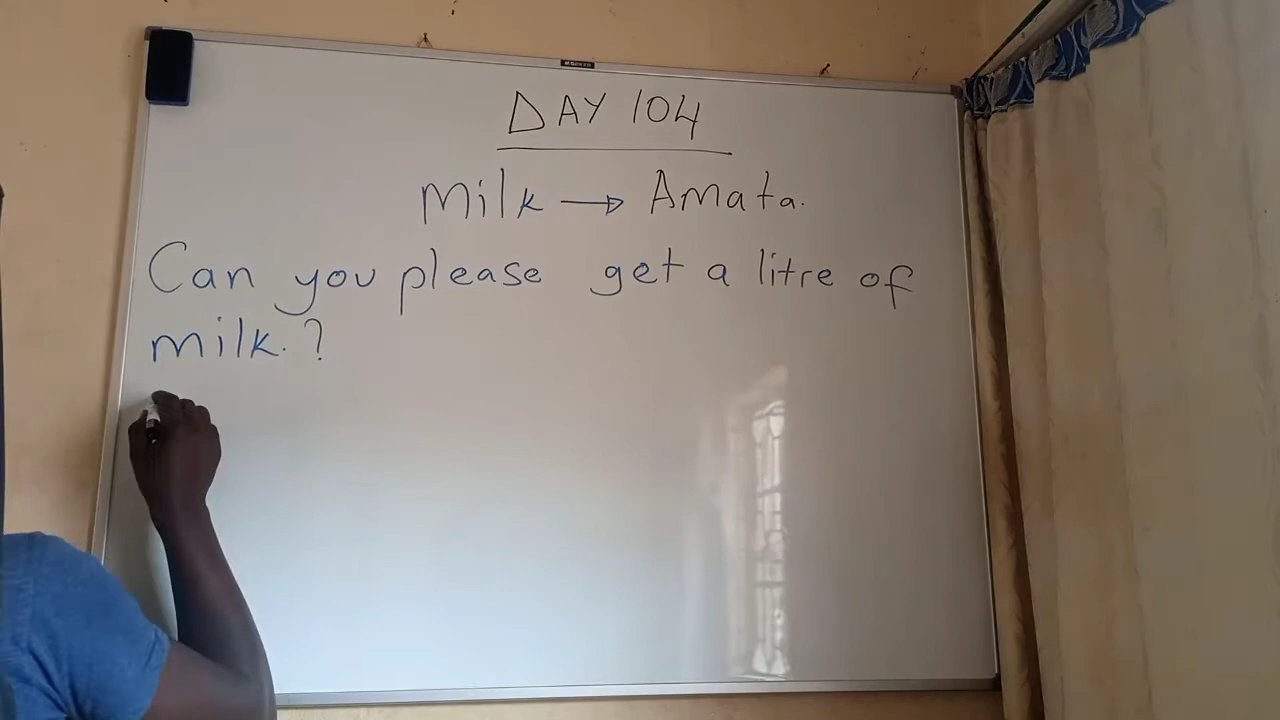 DAY 104
Milk → Amata.
Can you please get a litre of
milk.?